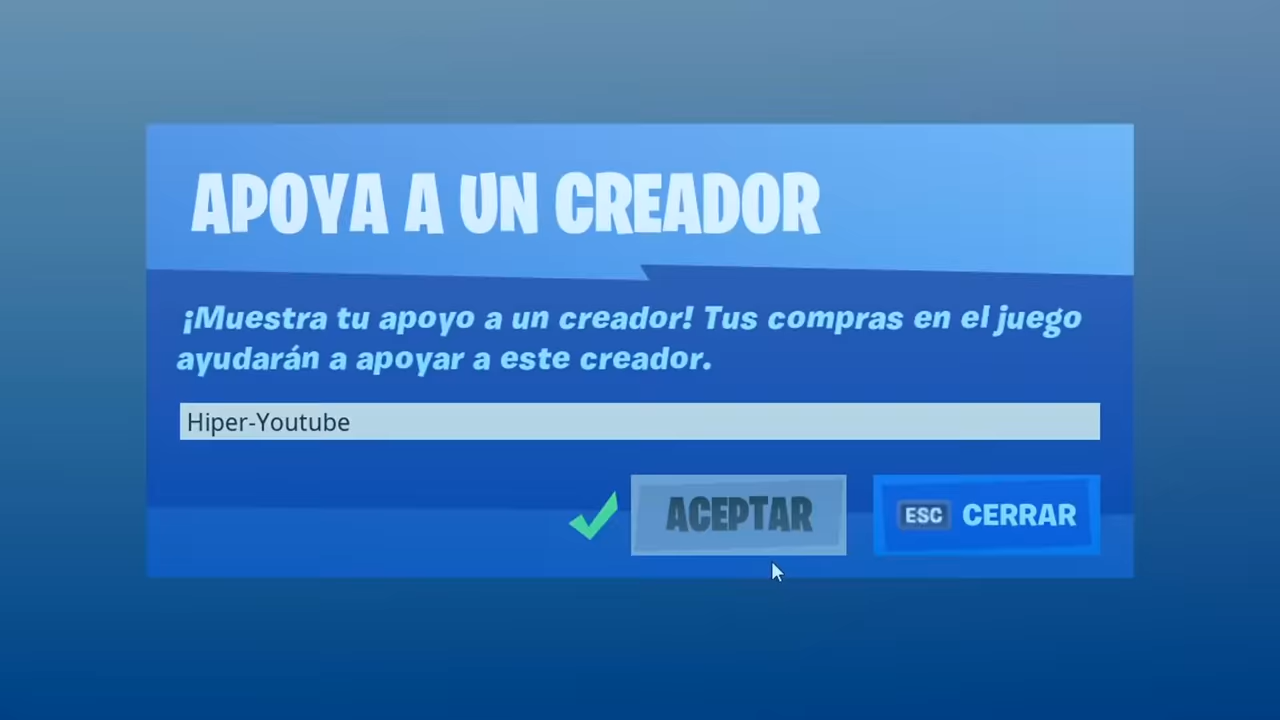 APOYA A UN CREADOR
¡Muestra tu apoyo a un creador! Tus compras en el juego
ayudarán a apoyar a este creador.
Hiper-Youtube
ACEPTAR
ESC CERRAR